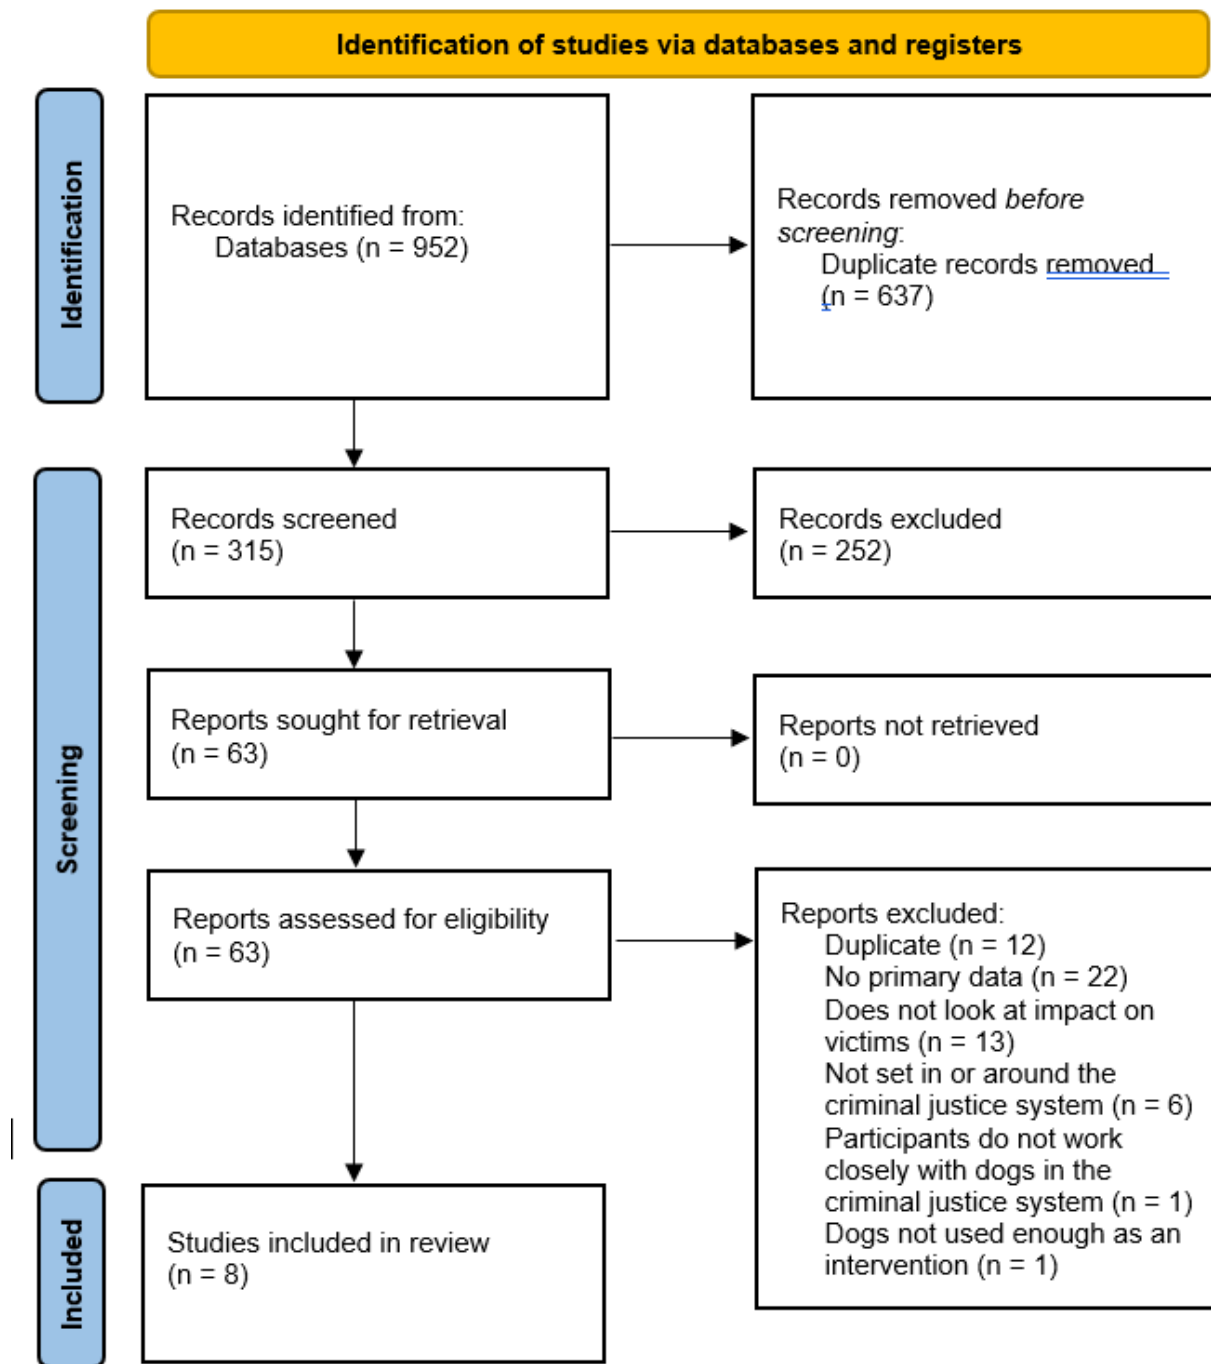 Identification of studies via databases and registers
Identification
Records identified from:
Databases (n = 952)
Records removed before
screening:
Duplicate records removed
(n = 637)
Screening
Records screened
(n = 315)
Records excluded
(n = 252)
Reports sought for retrieval
(n = 63)
Reports not retrieved
(n = 0)
Reports assessed for eligibility
(n = 63)
Reports excluded:
Duplicate (n = 12)
No primary data (n = 22)
Does not look at impact on
victims (n = 13)
Not set in or around the
criminal justice system (n = 6)
Participants do not work
closely with dogs in the
criminal justice system (n = 1)
Dogs not used enough as an
intervention (n = 1)
Included
Studies included in review
(n = 8)